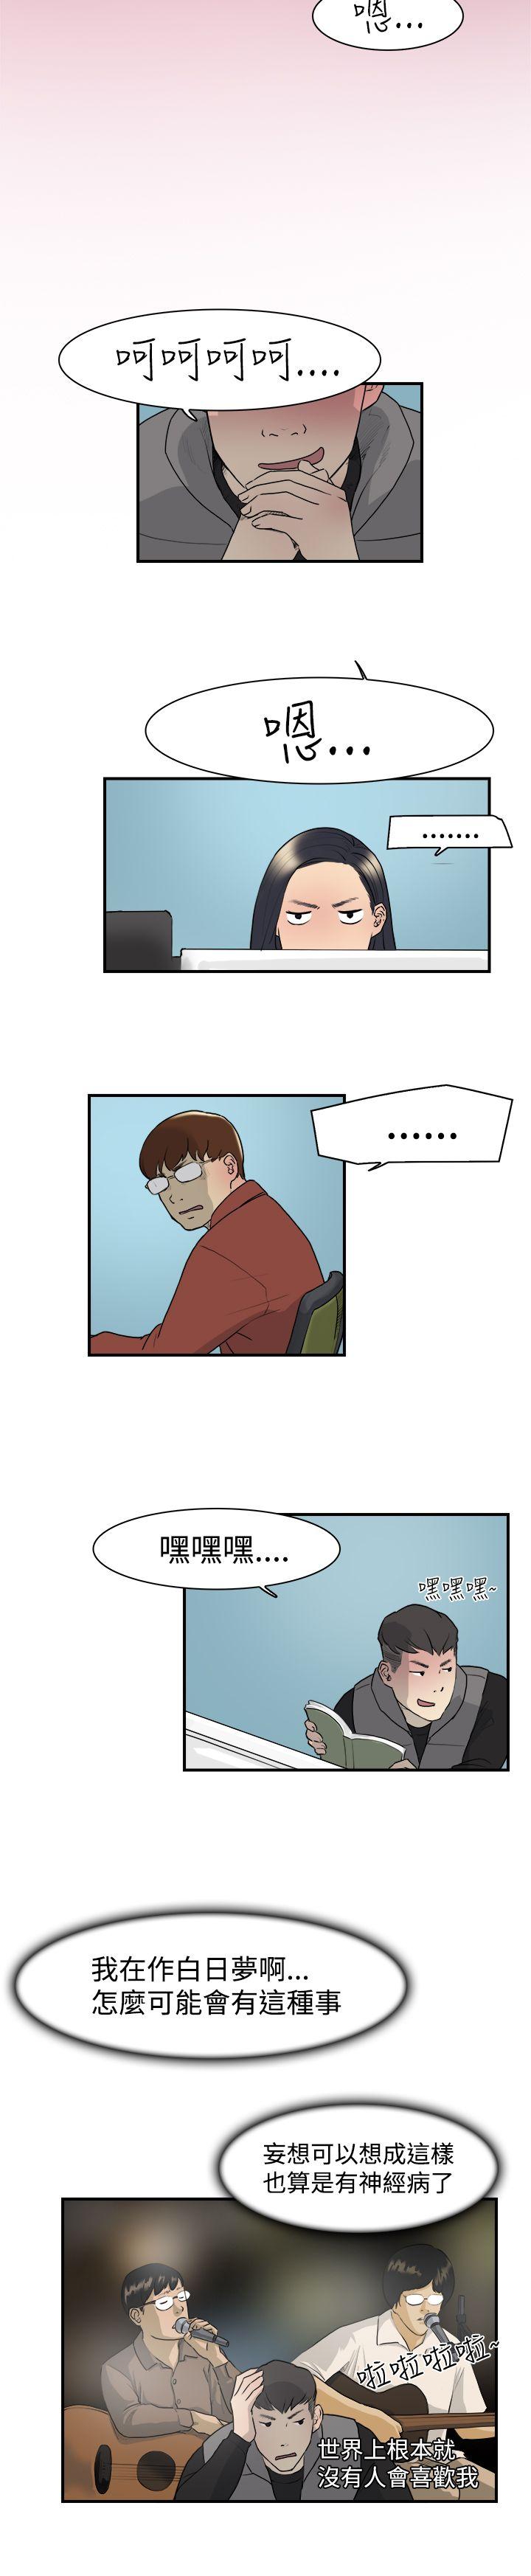 嗯...
呵呵呵呵....
嗯...
.......
......
嘿嘿嘿....
嘿嘿嘿~
我在作白日夢啊...
怎麼可能會有這種事
妄想可以想成這樣
也算是有神經病了
啦啦啦啦~
世界上根本就
沒有人會喜歡我